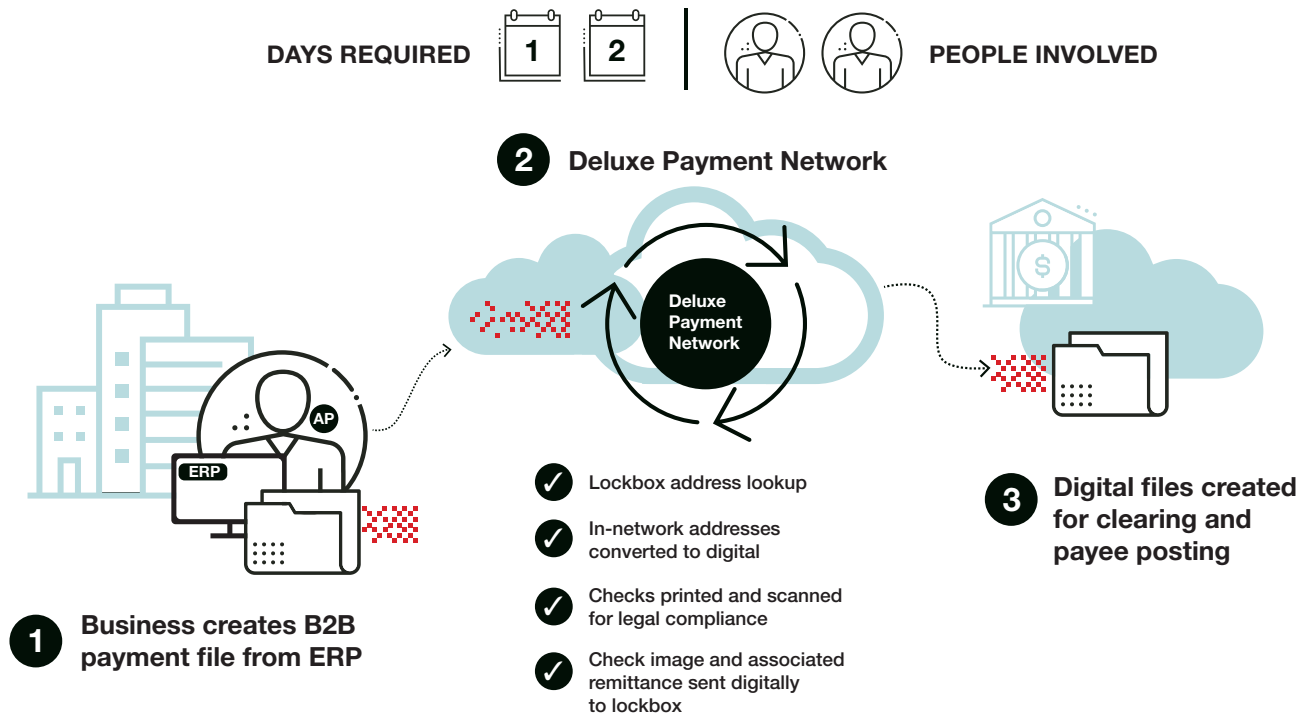 DAYS REQUIRED
1
2
PEOPLE INVOLVED
2
Deluxe Payment Network
Deluxe
Payment
Network
$
AP
ERP
Lockbox address lookup
In-network addresses
converted to digital
Checks printed and scanned
for legal compliance
Check image and associated
remittance sent digitally
to lockbox
3
Digital files created
for clearing and
payee posting
1
Business creates B2B
payment file from ERP